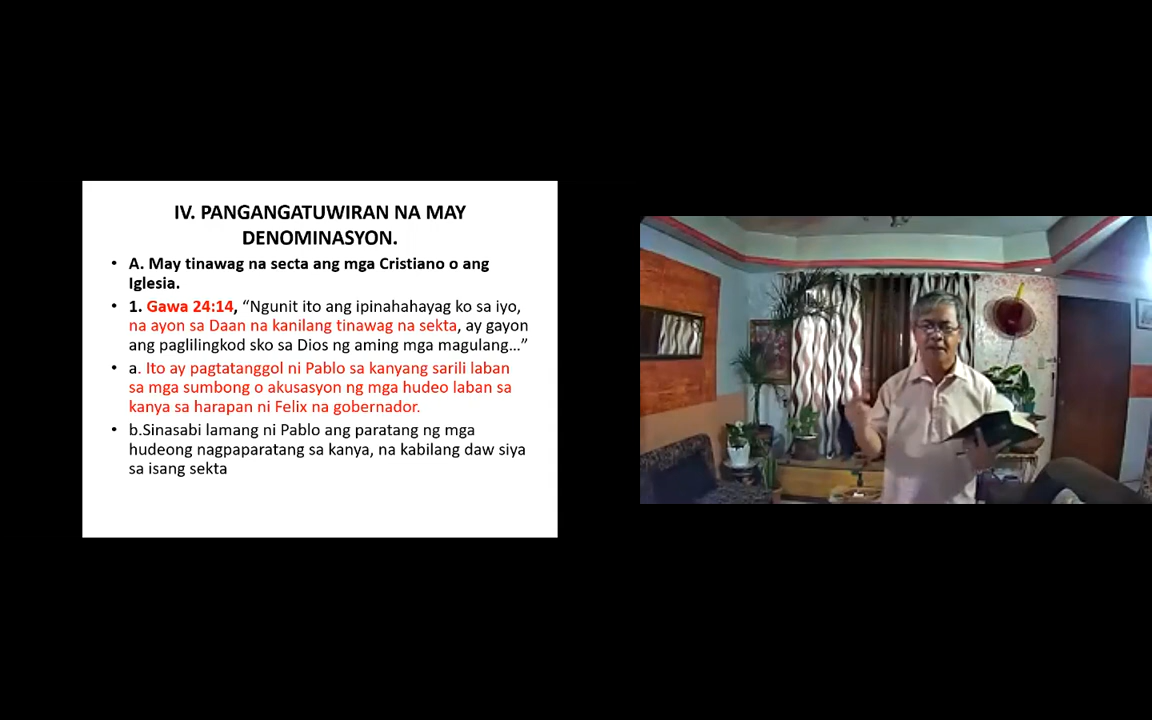 IV. PANGANGATUWIRAN NA MAY
DENOMINASYON.
• A. May tinawag na secta ang mga Cristiano o ang
Iglesia.
• 1. Gawa 24:14, “Ngunit ito ang ipinahahayag ko sa iyo,
na ayon sa Daan na kanilang tinawag na sekta, ay gayon
ang paglilingkod sko sa Dios ng aming mga magulang…”
• a. Ito ay pagtatanggol ni Pablo sa kanyang sarili laban
sa mga sumbong o akusasyon ng mga hudeo laban sa
kanya sa harapan ni Felix na gobernador.
• b.Sinasabi lamang ni Pablo ang paratang ng mga
hudeong nagpaparatang sa kanya, na kabilang daw siya
sa isang sekta